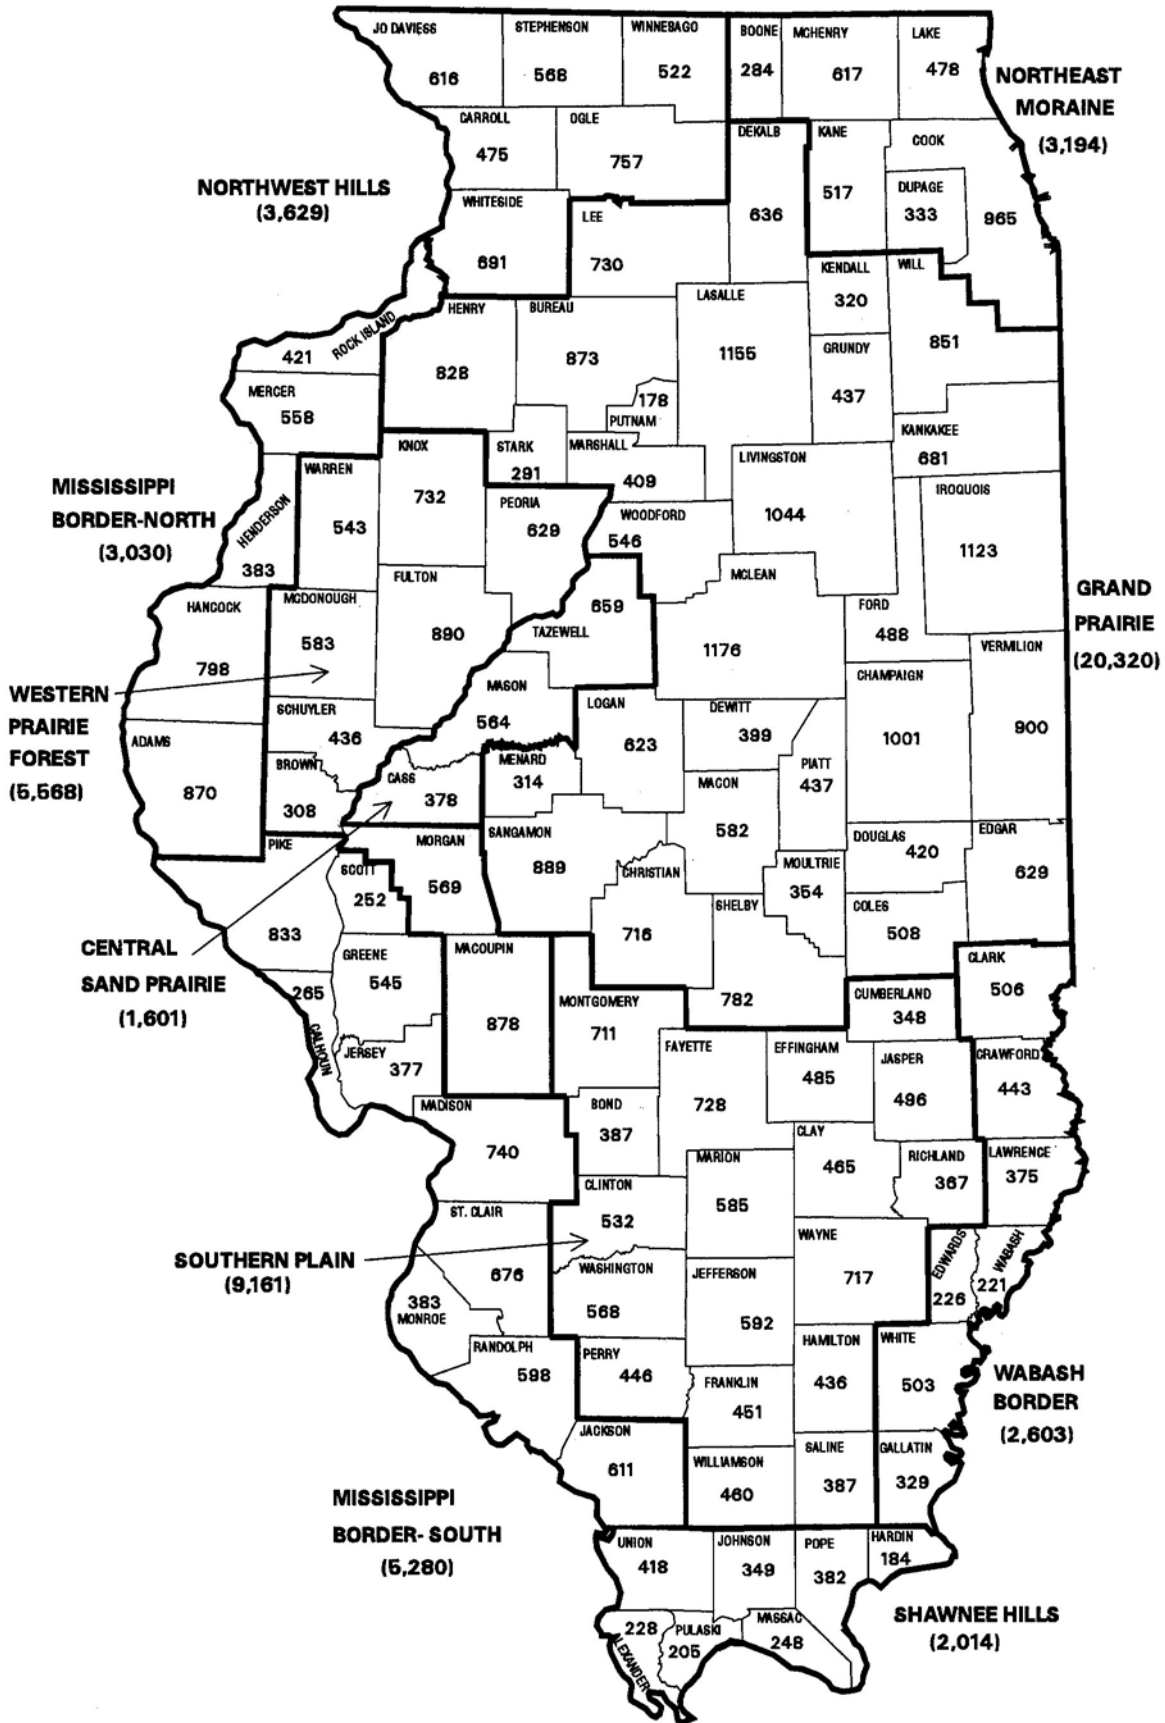 JO DAVIESS
616
STEPHENSON
568
WINNEBAGO
522
BOONE
284
MCHENRY
617
LAKE
478
NORTHEAST
MORAINE
(3,194)
CARROLL
475
OGLE
757
DEKALB
636
KANE
517
COOK
965
DUPAGE
333
NORTHWEST HILLS
(3,629)
WHITESIDE
691
LEE
730
KENDALL
320
WILL
851
ROCK ISLAND
421
HENRY
828
BUREAU
873
LASALLE
1155
GRUNDY
437
MERCER
558
178
PUTNAM
KANKAKEE
681
KNOX
732
STARK
291
MARSHALL
409
LIVINGSTON
1044
IROQUOIS
1123
MISSISSIPPI
BORDER-NORTH
(3,030)
HENDERSON
383
WARREN
543
PEORIA
629
WOODFORD
546
HANCOCK
798
MCDONOUGH
583
FULTON
890
659
TAZEWELL
MCLEAN
1176
FORD
488
GRAND
PRAIRIE
(20,320)
VERMILION
900
WESTERN
PRAIRIE
FOREST
(5,568)
ADAMS
870
SCHUYLER
436
MASON
564
LOGAN
623
DEWITT
399
PIATT
437
CHAMPAIGN
1001
BROWN
308
CASS
378
MENARD
314
MACON
582
PIKE
833
SCOTT
252
MORGAN
569
SANGAMON
889
CHRISTIAN
716
MOULTRIE
354
DOUGLAS
420
EDGAR
629
CENTRAL
SAND PRAIRIE
(1,601)
GREENE
545
MACOUPIN
878
SHELBY
782
COLES
508
CLARK
506
265
CALHOUN
JERSEY
377
MONTGOMERY
711
CUMBERLAND
348
FAYETTE
728
EFFINGHAM
485
JASPER
496
CRAWFORD
443
MADISON
740
BOND
387
CLAY
465
RICHLAND
367
LAWRENCE
375
MARION
585
CLINTON
532
ST. CLAIR
676
SOUTHERN PLAIN
(9,161)
WASHINGTON
568
JEFFERSON
592
WAYNE
717
EDWARDS
226
WABASH
221
383
MONROE
RANDOLPH
598
PERRY
446
FRANKLIN
451
HAMILTON
436
WHITE
503
WABASH
BORDER
(2,603)
JACKSON
611
WILLIAMSON
460
SALINE
387
GALLATIN
329
MISSISSIPPI
BORDER- SOUTH
(5,280)
UNION
418
JOHNSON
349
POPE
382
HARDIN
184
SHAWNEE HILLS
(2,014)
228
ALEXANDER
PULASKI
205
MASSAC
248